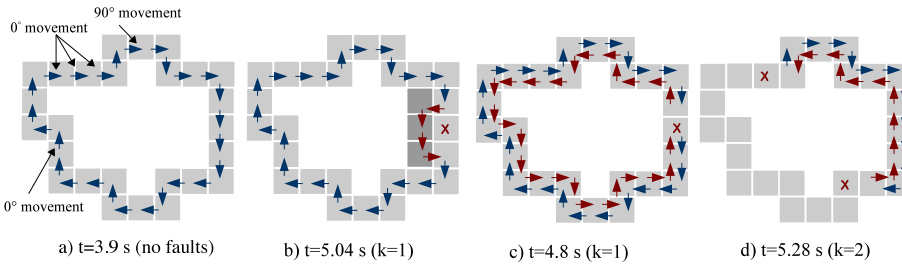 90° movement
0° movement
0° movement
X
X
X
X
a) t=3.9 s (no faults)
b) t=5.04 s (k=1)
c) t=4.8 s (k=1)
d) t=5.28 s (k=2)